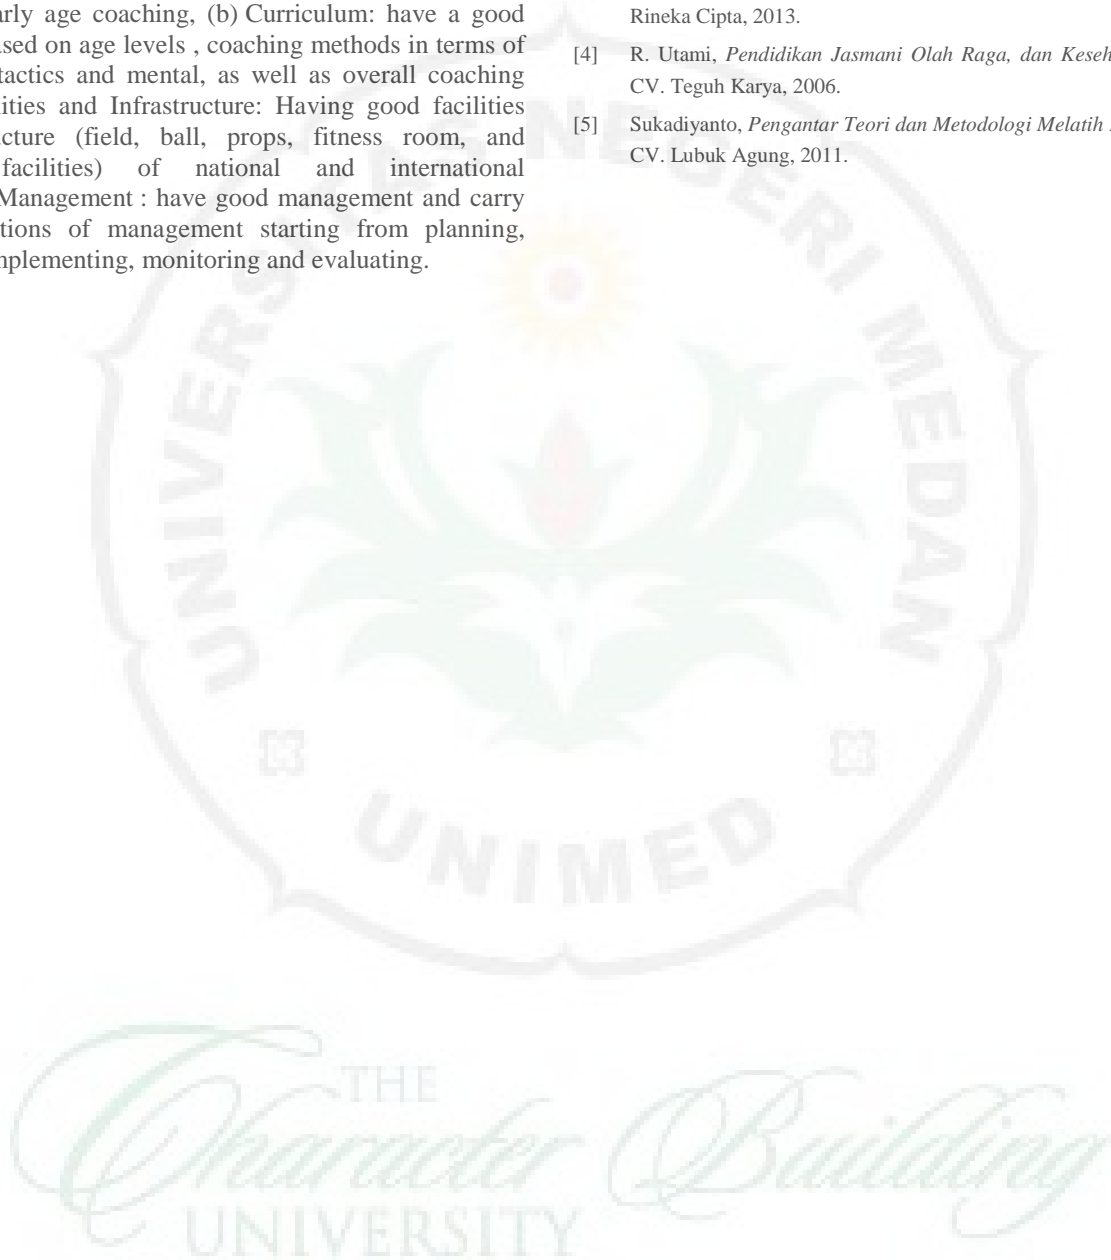 arly age coaching, (b) Curriculum: have a good
ased on age levels , coaching methods in terms of
tactics and mental, as well as overall coaching
lities and Infrastructure: Having good facilities
cture (field, ball, props, fitness room, and
facilities) of national and international
Management : have good management and carry
tions of management starting from planning,
mplementing, monitoring and evaluating.
Rineka Cipta, 2013.
[4] R. Utami, Pendidikan Jasmani Olah Raga, dan Keseh
CV. Teguh Karya, 2006.
[5] Sukadiyanto, Pengantar Teori dan Metodologi Melatih
CV. Lubuk Agung, 2011.
UNIVERSITAS NEGERI MEDAN
UNIMED
THE
Character Building
UNIVERSITY